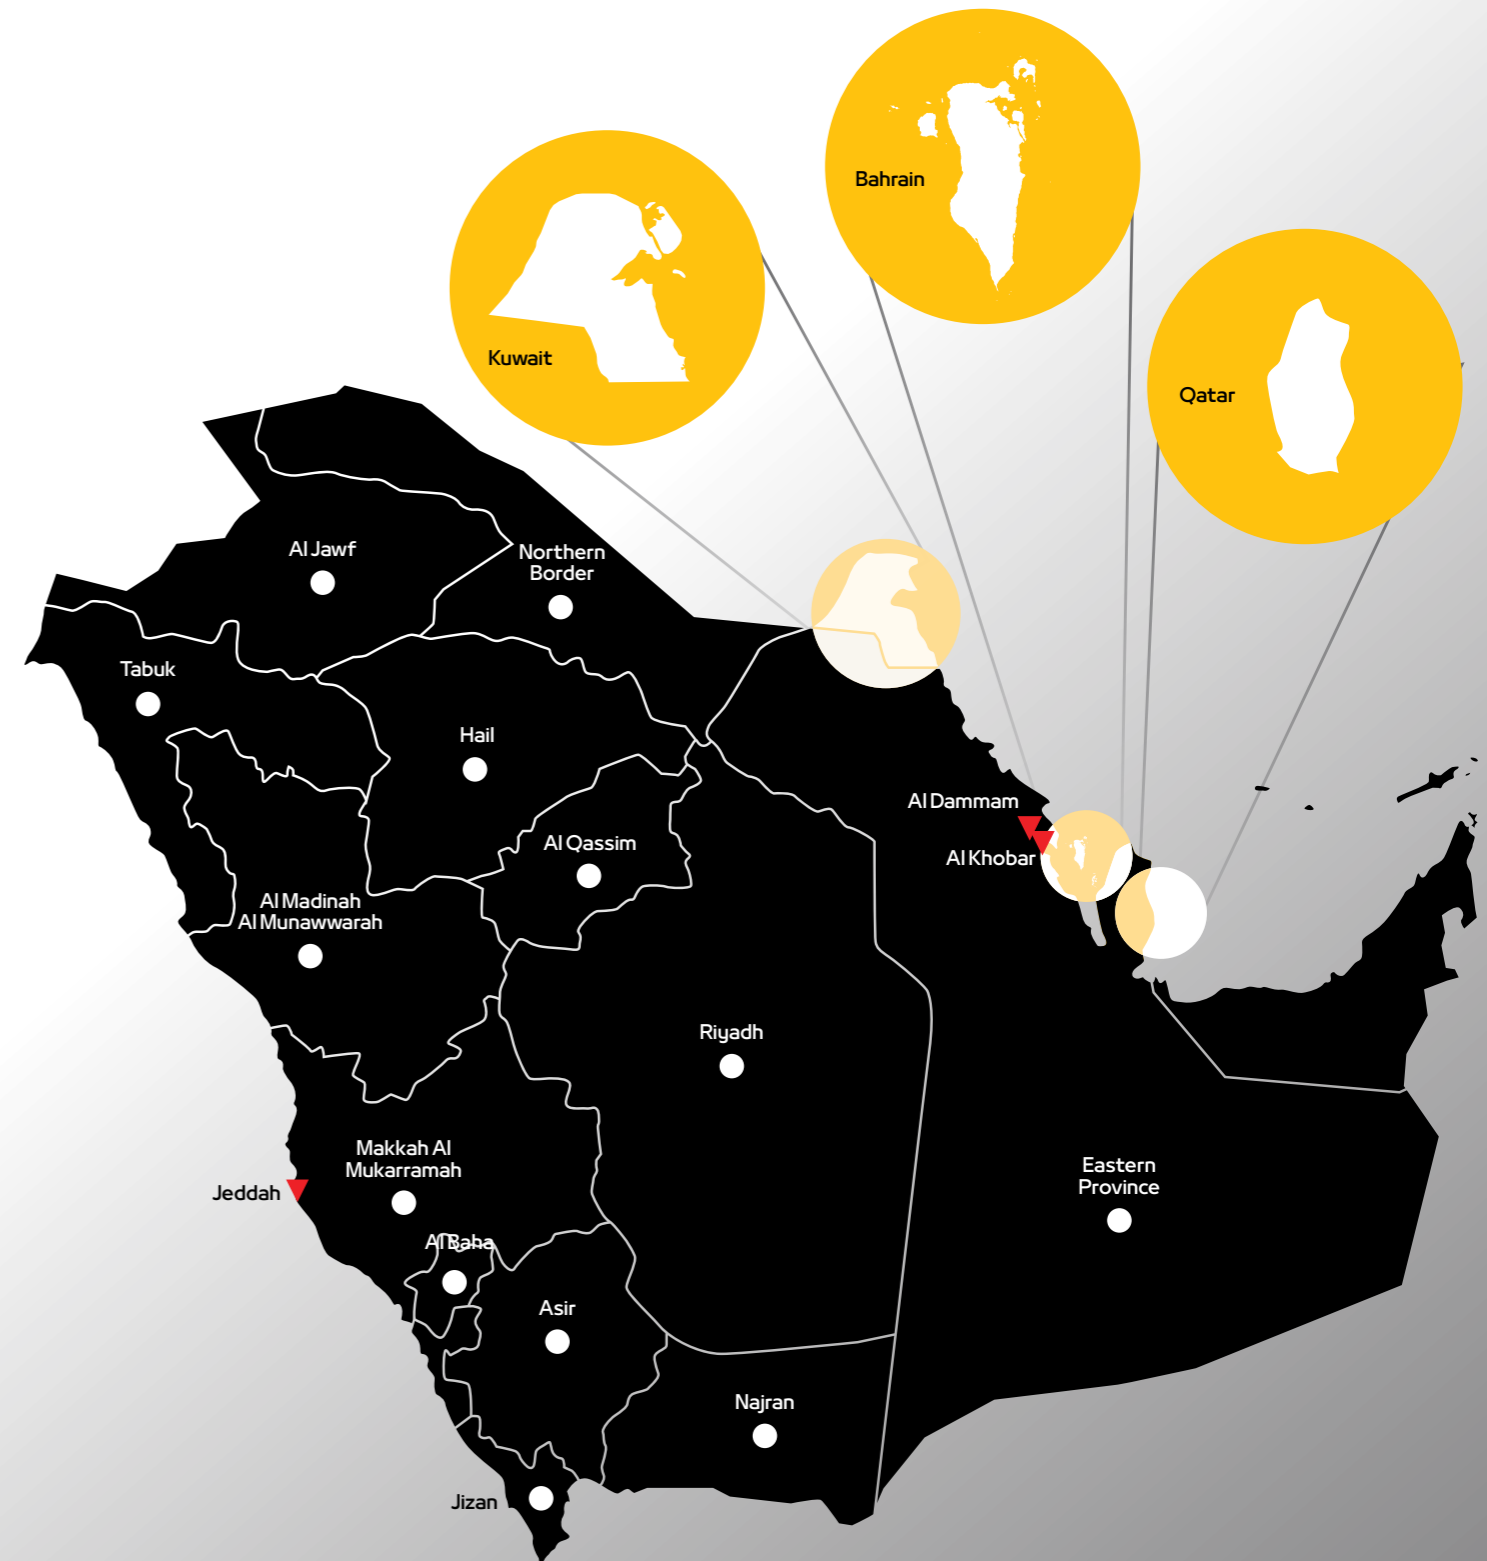 Bahrain
Kuwait
Qatar
Al Jawf
Northern
Border
Tabuk
Hail
Al Dammam
Al Qassim
Al Khobar
Al Madinah
Al Munawwarah
Riyadh
Makkah Al
Mukarramah
Eastern
Province
Jeddah
Al Baha
Asir
Najran
Jizan